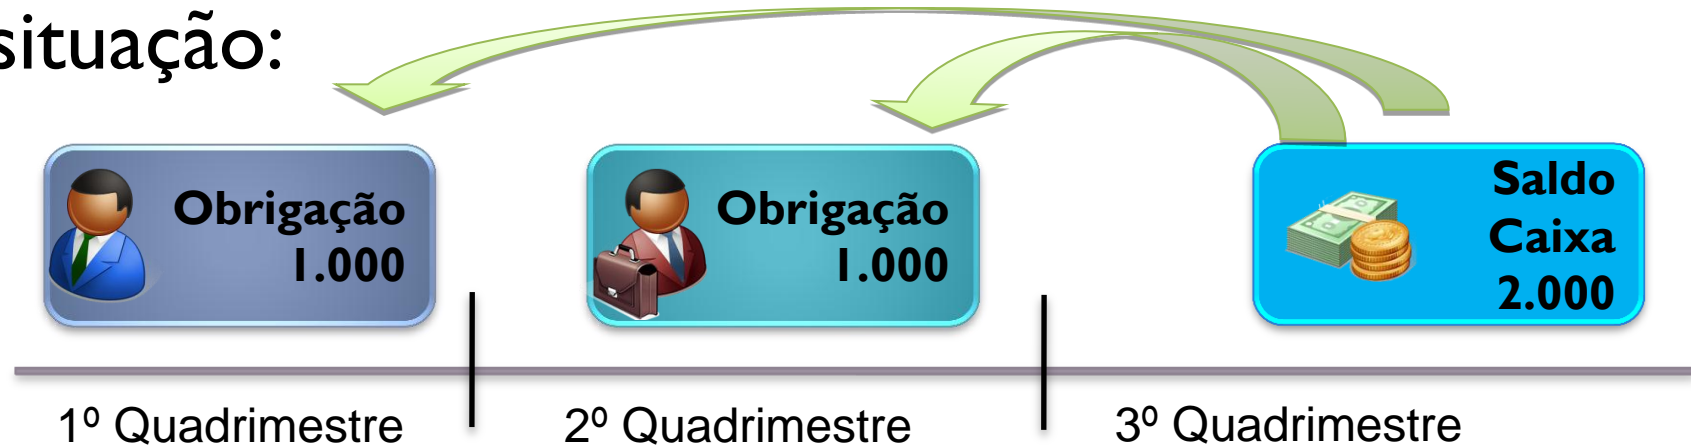 situação:
Obrigação
1.000
Obrigação
1.000
Saldo
Caixa
2.000
1º Quadrimestre
2º Quadrimestre
3º Quadrimestre